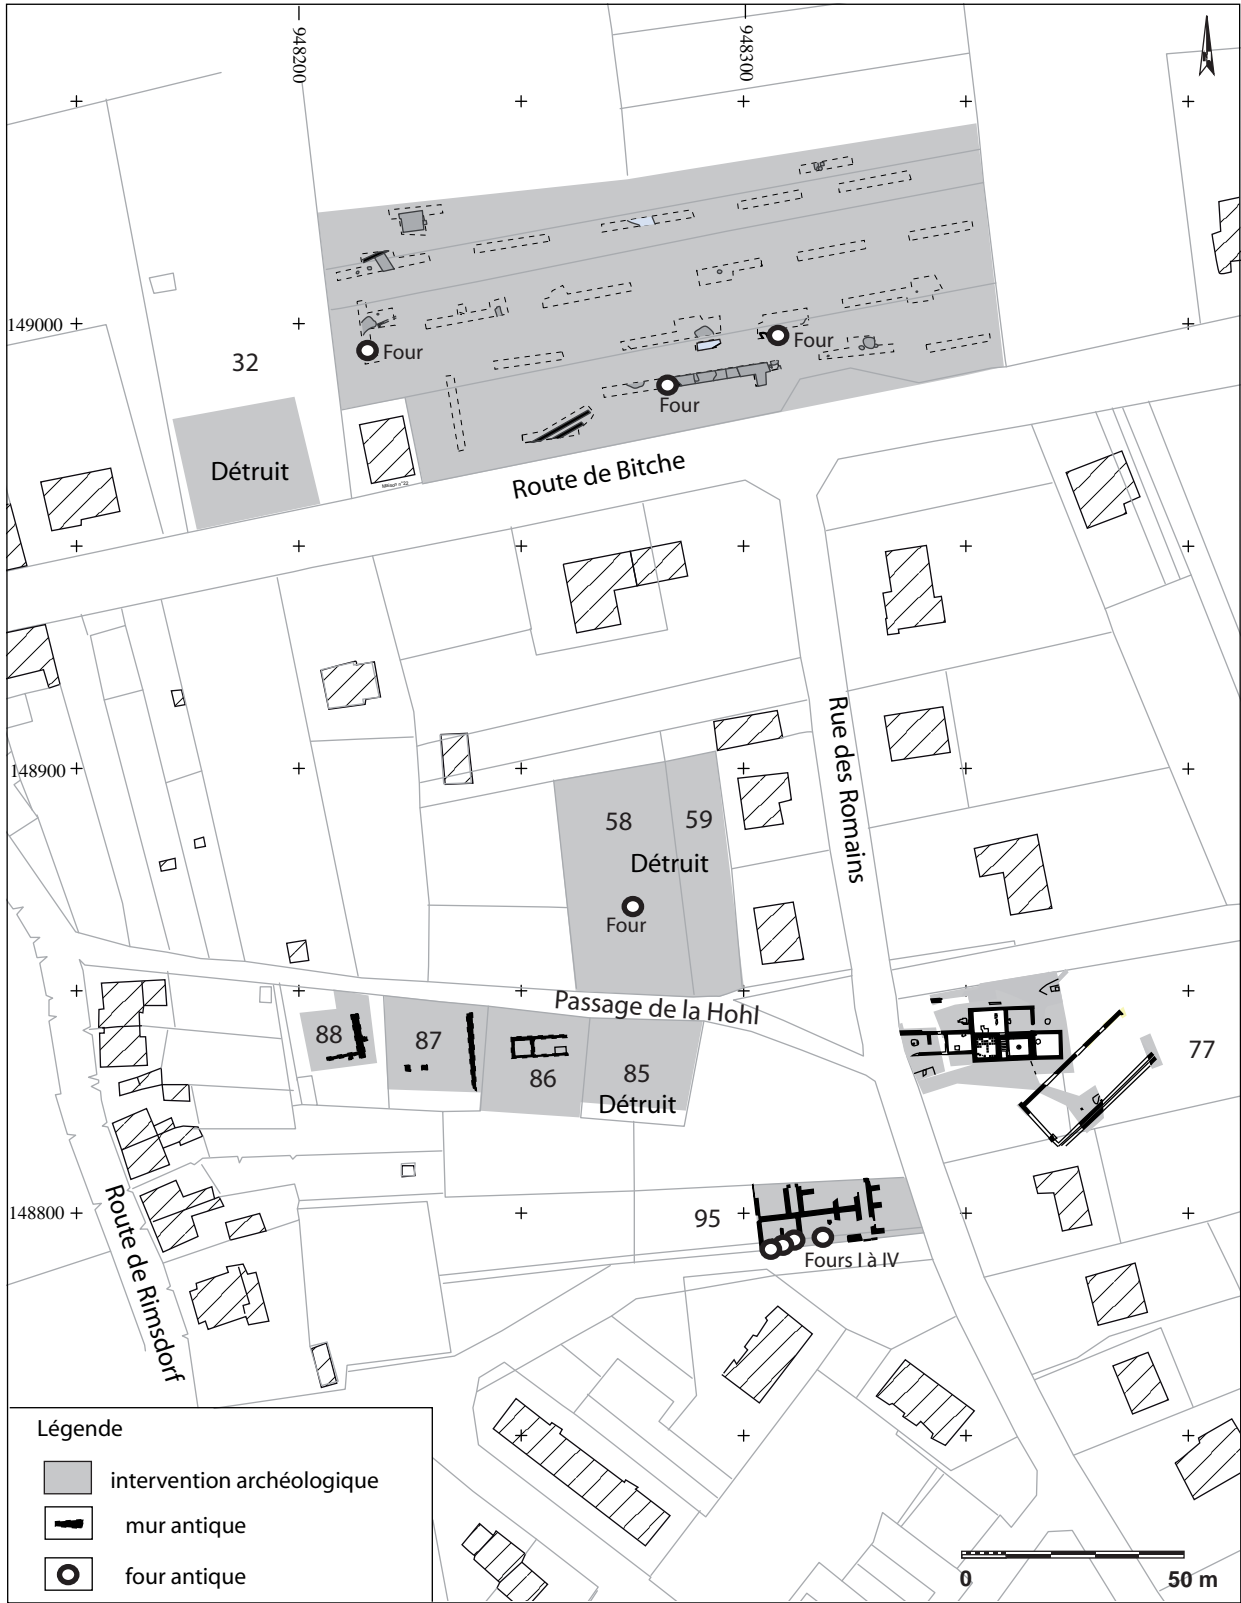 948200
948300
149000
32
Four
Four
Four
Détruit
Route de Bitche
Rue des Romains
148900
58
59
Détruit
Four
Passage de la Hohl
88
87
86
85
Détruit
77
148800
95
Fours I à IV
Route de Rimsdorf
Légende
intervention archéologique
mur antique
four antique
0
50 m